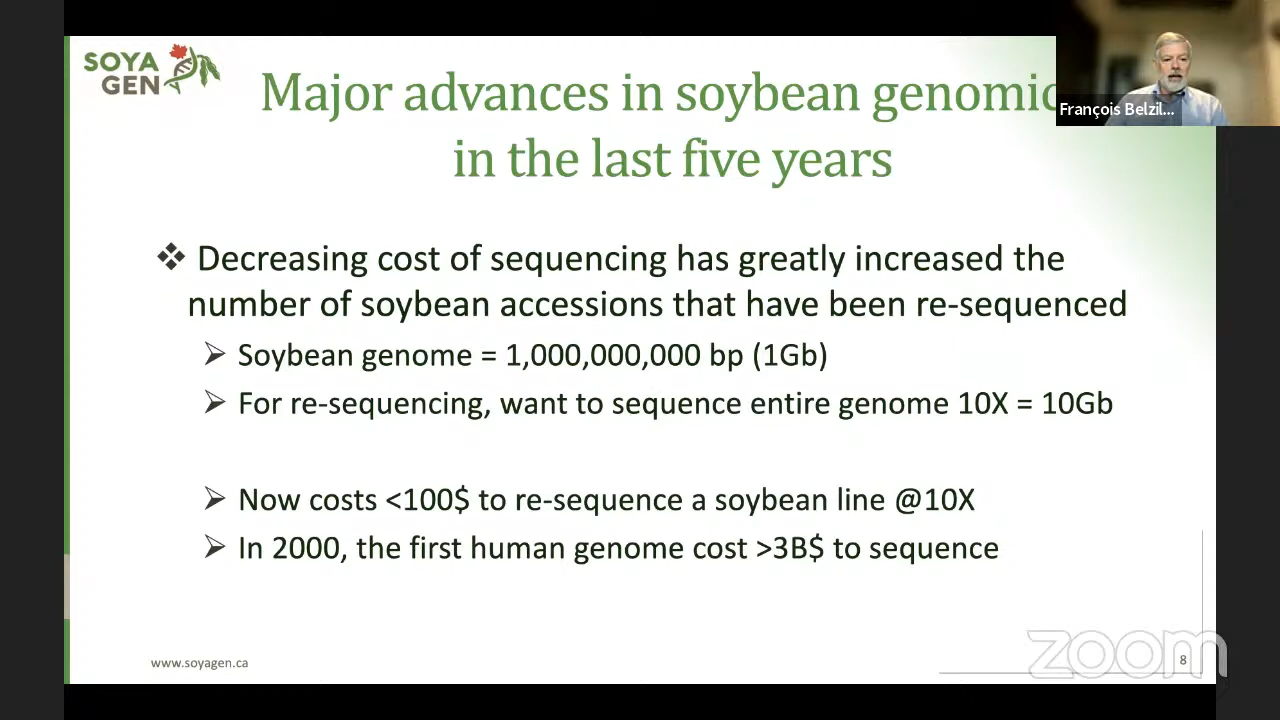 SOYA
GEN
Major advances in soybean genomic
in the last five years
François Belzil...
❖ Decreasing cost of sequencing has greatly increased the
number of soybean accessions that have been re-sequenced
➢ Soybean genome = 1,000,000,000 bp (1Gb)
➢ For re-sequencing, want to sequence entire genome 10X = 10Gb
➢ Now costs <100$ to re-sequence a soybean line @10X
➢ In 2000, the first human genome cost >3B$ to sequence
www.soyagen.ca
zoom
8